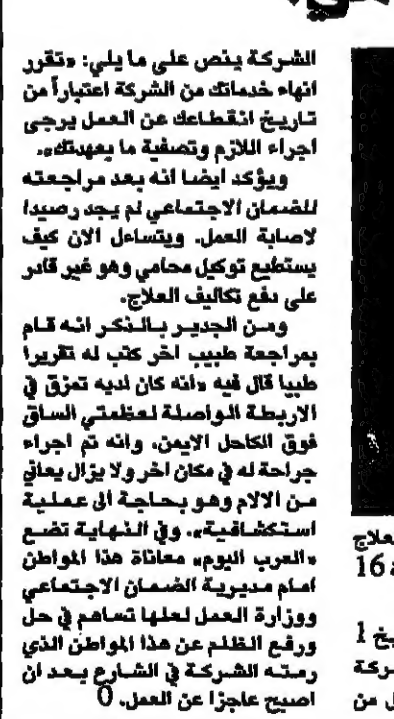 الشركة ينص على ما يلي: «تقرر
انهاء خدماتك من الشركة اعتباراً من
تاريخ انقطاعك عن العمل يرجى
اجراء اللازم وتصفية ما بعهدتك».
ويؤكد ايضا انه بعد مراجعته
للضمان الاجتماعي لم يجد رصيدا
لاصابة العمل. ويتساءل الان كيف
يستطيع توكيل محامي وهو غير قادر
على دفع تكاليف العلاج.
ومن الجدير بالذكر انه قام
بمراجعة طبيب اخر كتب له تقريرا
طبيا قال فيه «أنه كان لديه تمزق في
الاربطة الواصلة لعظمتي الساق
فوق الكاحل الايمن، وانه تم اجراء
جراحة له في مكان اخر ولا يزال يعاني
من الالام وهو بحاجة الى عملية
استكشافية». وفي النهاية تضع
«العرب اليوم» معاناة هذا المواطن
امام مديرية الضمان الاجتماعي
ووزارة العمل لعلها تساهم في حل
ورفع الظلم عن هذا المواطن الذي
رمته الشركة في الشارع بعد ان
اصبح عاجزا عن العمل. O
علاج
16
يخ 1
ركة
ل من